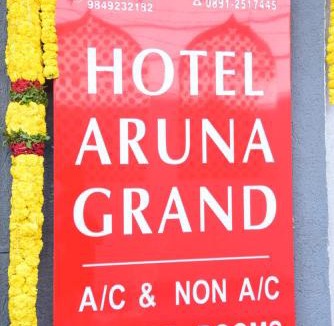 9849232182 0891-2517445
HOTEL
ARUNA
GRAND
A/C & NON A/C